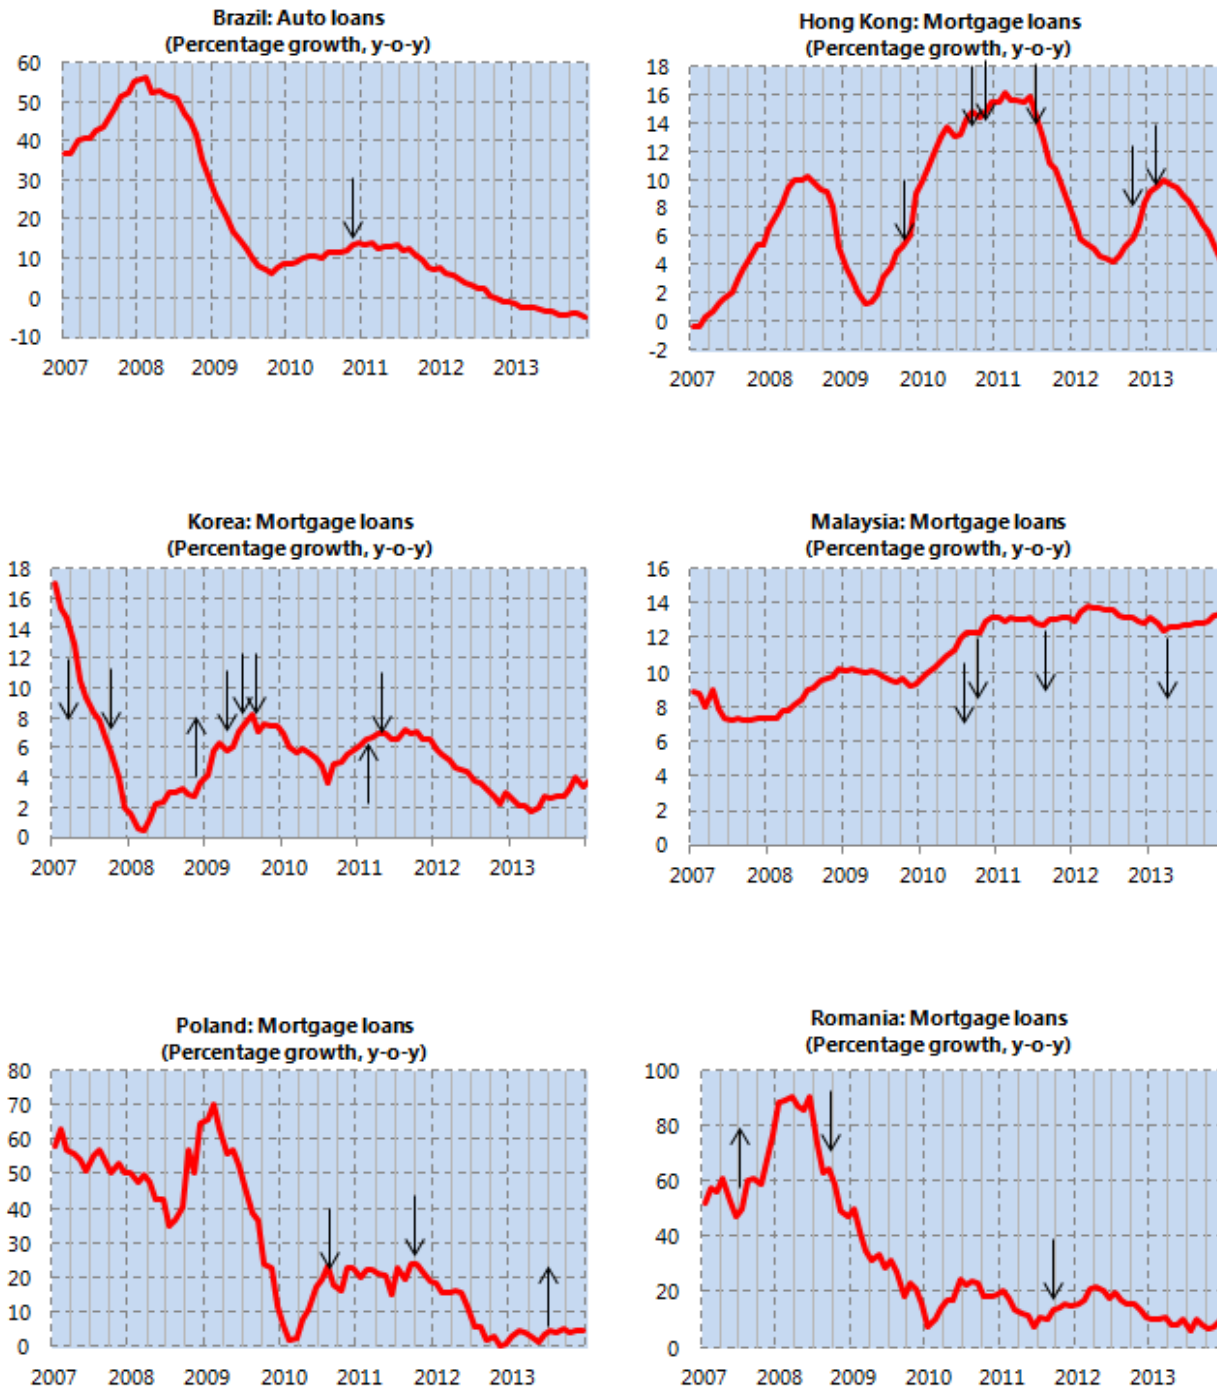 Brazil: Auto loans
(Percentage growth, y-o-y)
60
50
40
30
20
10
0
-10
2007 2008 2009 2010 2011 2012 2013
Hong Kong: Mortgage loans
(Percentage growth, y-o-y)
18
16
14
12
10
8
6
4
2
0
-2
2007 2008 2009 2010 2011 2012 2013
Korea: Mortgage loans
(Percentage growth, y-o-y)
18
16
14
12
10
8
6
4
2
0
2007 2008 2009 2010 2011 2012 2013
Malaysia: Mortgage loans
(Percentage growth, y-o-y)
16
14
12
10
8
6
4
2
0
2007 2008 2009 2010 2011 2012 2013
Poland: Mortgage loans
(Percentage growth, y-o-y)
80
70
60
50
40
30
20
10
0
2007 2008 2009 2010 2011 2012 2013
Romania: Mortgage loans
(Percentage growth, y-o-y)
100
80
60
40
20
0
2007 2008 2009 2010 2011 2012 2013